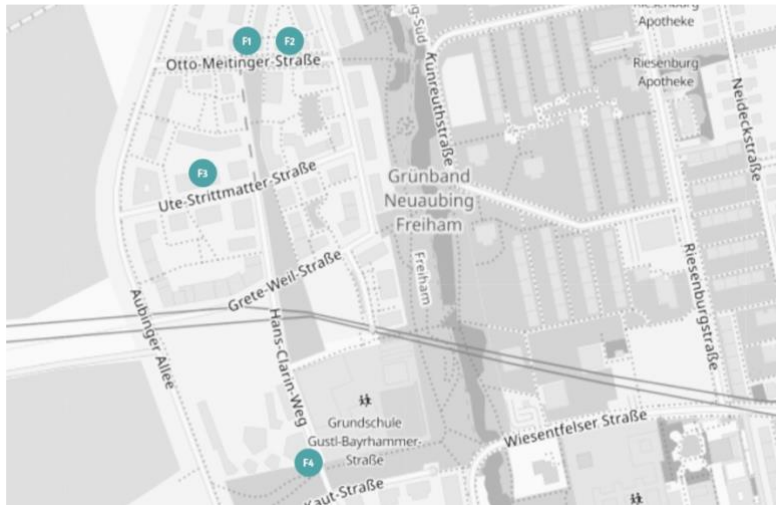 Riesenburg
Apotheke
F1
F2
Otto-Meitinger-Straße
g-Süd
Kunreuthstraße
Riesenburg
Apotheke
Neideckstraße
F3
Ute-Strittmatter-Straße
Grünband
Neuaubing
Freiham
Freiham
Riesenburgstraße
Grete-Weil-Straße
Aubinger Allee
Hans-Clarin-Weg
Grundschule
Gustl-Bayrhammer-
Straße
Wiesentfelser Straße
F4
Kaut-Straße